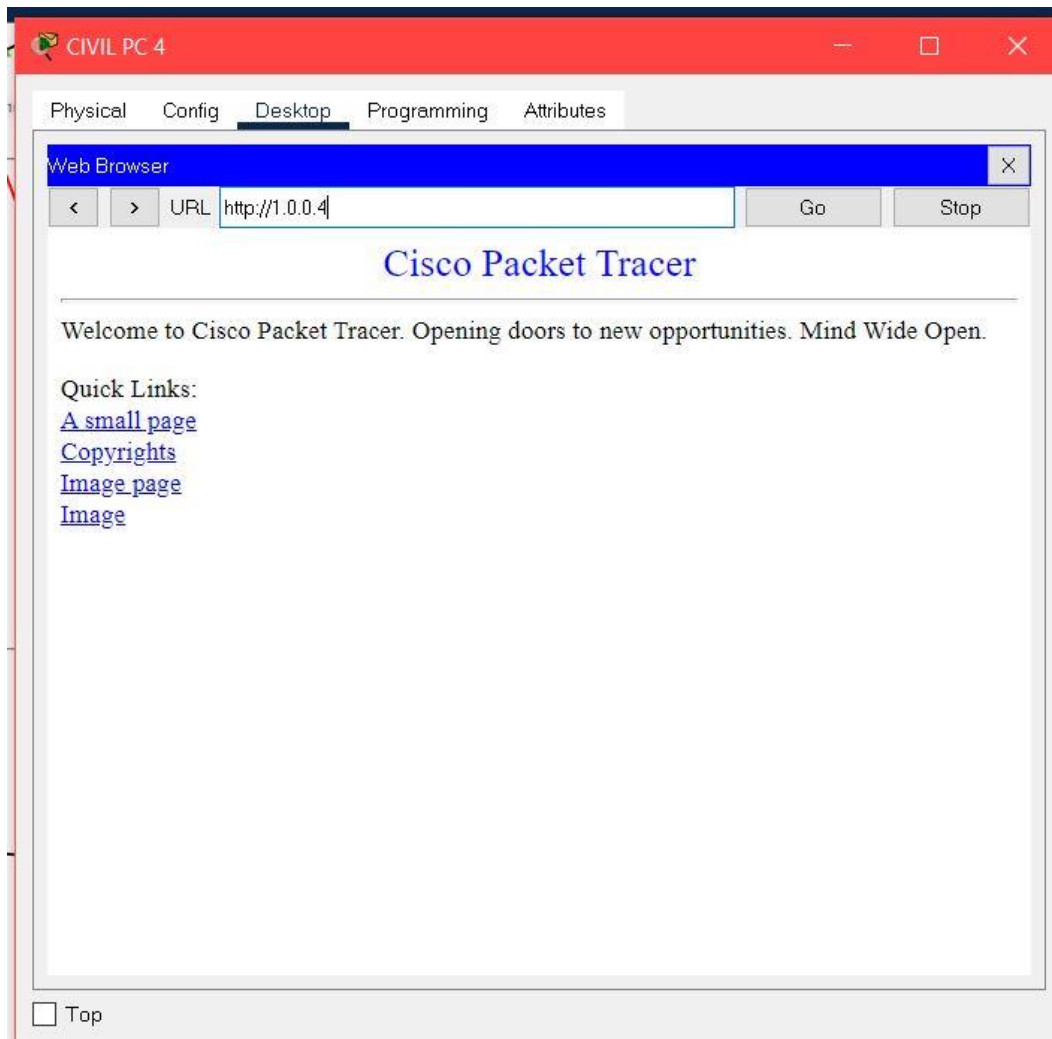 CIVIL PC 4
Physical Config Desktop Programming Attributes
Web Browser X
< > URL http://1.0.0.4 Go Stop
Cisco Packet Tracer
Welcome to Cisco Packet Tracer. Opening doors to new opportunities. Mind Wide Open.
Quick Links:
A small page
Copyrights
Image page
Image
Top